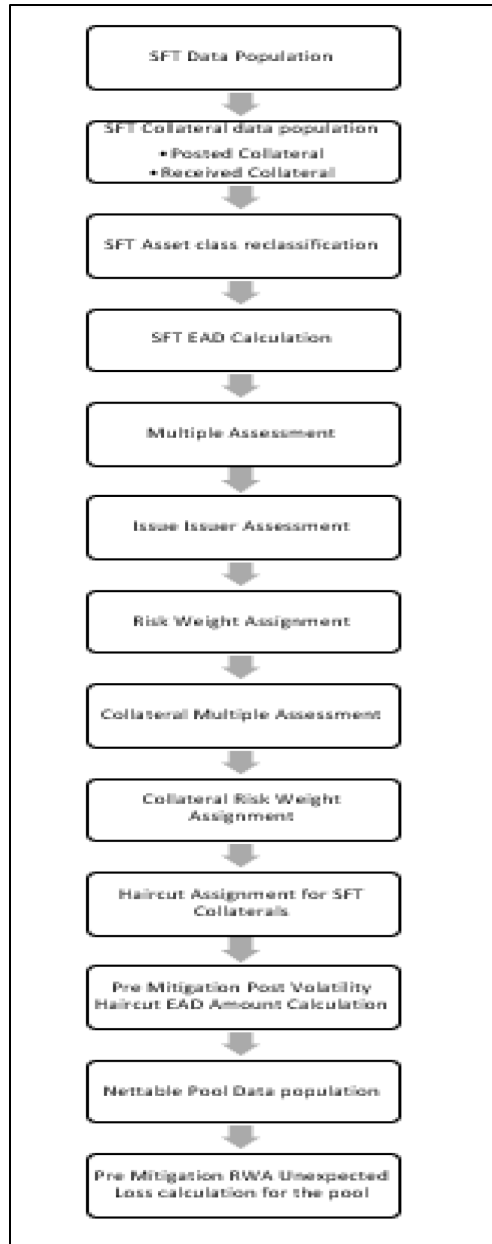 SFT Data Population
SFT Collateral data population
• Posted Collateral
• Received Collateral
SFT Asset class reclassification
SFT EAD Calculation
Multiple Assessment
Issue Issuer Assessment
Risk Weight Assignment
Collateral Multiple Assessment
Collateral Risk Weight
Assignment
Haircut Assignment for SFT
Collaterals
Pre Mitigation Post Volatility
Haircut EAD Amount Calculation
Nettable Pool Data population
Pre Mitigation RWA Unexpected
Loss calculation for the pool